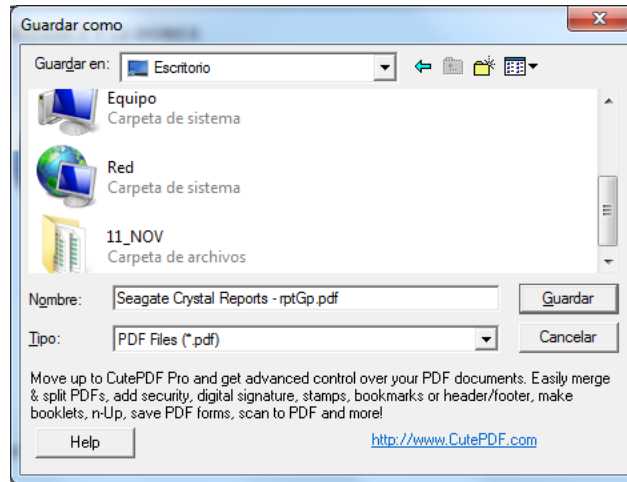 Guardar como
Guardar en:
Escritorio
Equipo
Carpeta de sistema
Red
Carpeta de sistema
11_NOV
Carpeta de archivos
Nombre:
Seagate Crystal Reports - rptGp.pdf
Guardar
Tipo:
PDF Files (*.pdf)
Cancelar
Move up to CutePDF Pro and get advanced control over your PDF documents. Easily merge
& split PDFs, add security, digital signature, stamps, bookmarks or header/footer, make
booklets, n-Up, save PDF forms, scan to PDF and more!
Help
http://www.CutePDF.com